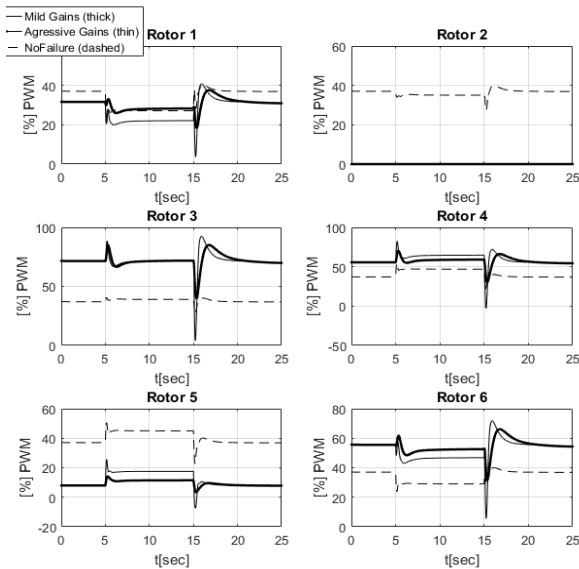 Mild Gains (thick)
Agressive Gains (thin)
NoFailure (dashed)
Rotor 1
[%] PWM
60
40
20
0
0 5 10 15 20 25
t[sec]
Rotor 2
[%] PWM
60
40
20
0
0 5 10 15 20 25
t[sec]
Rotor 3
[%] PWM
100
50
0
0 5 10 15 20 25
t[sec]
Rotor 4
[%] PWM
100
50
0
-50
0 5 10 15 20 25
t[sec]
Rotor 5
[%] PWM
60
40
20
0
-20
0 5 10 15 20 25
t[sec]
Rotor 6
[%] PWM
80
60
40
20
0
0 5 10 15 20 25
t[sec]